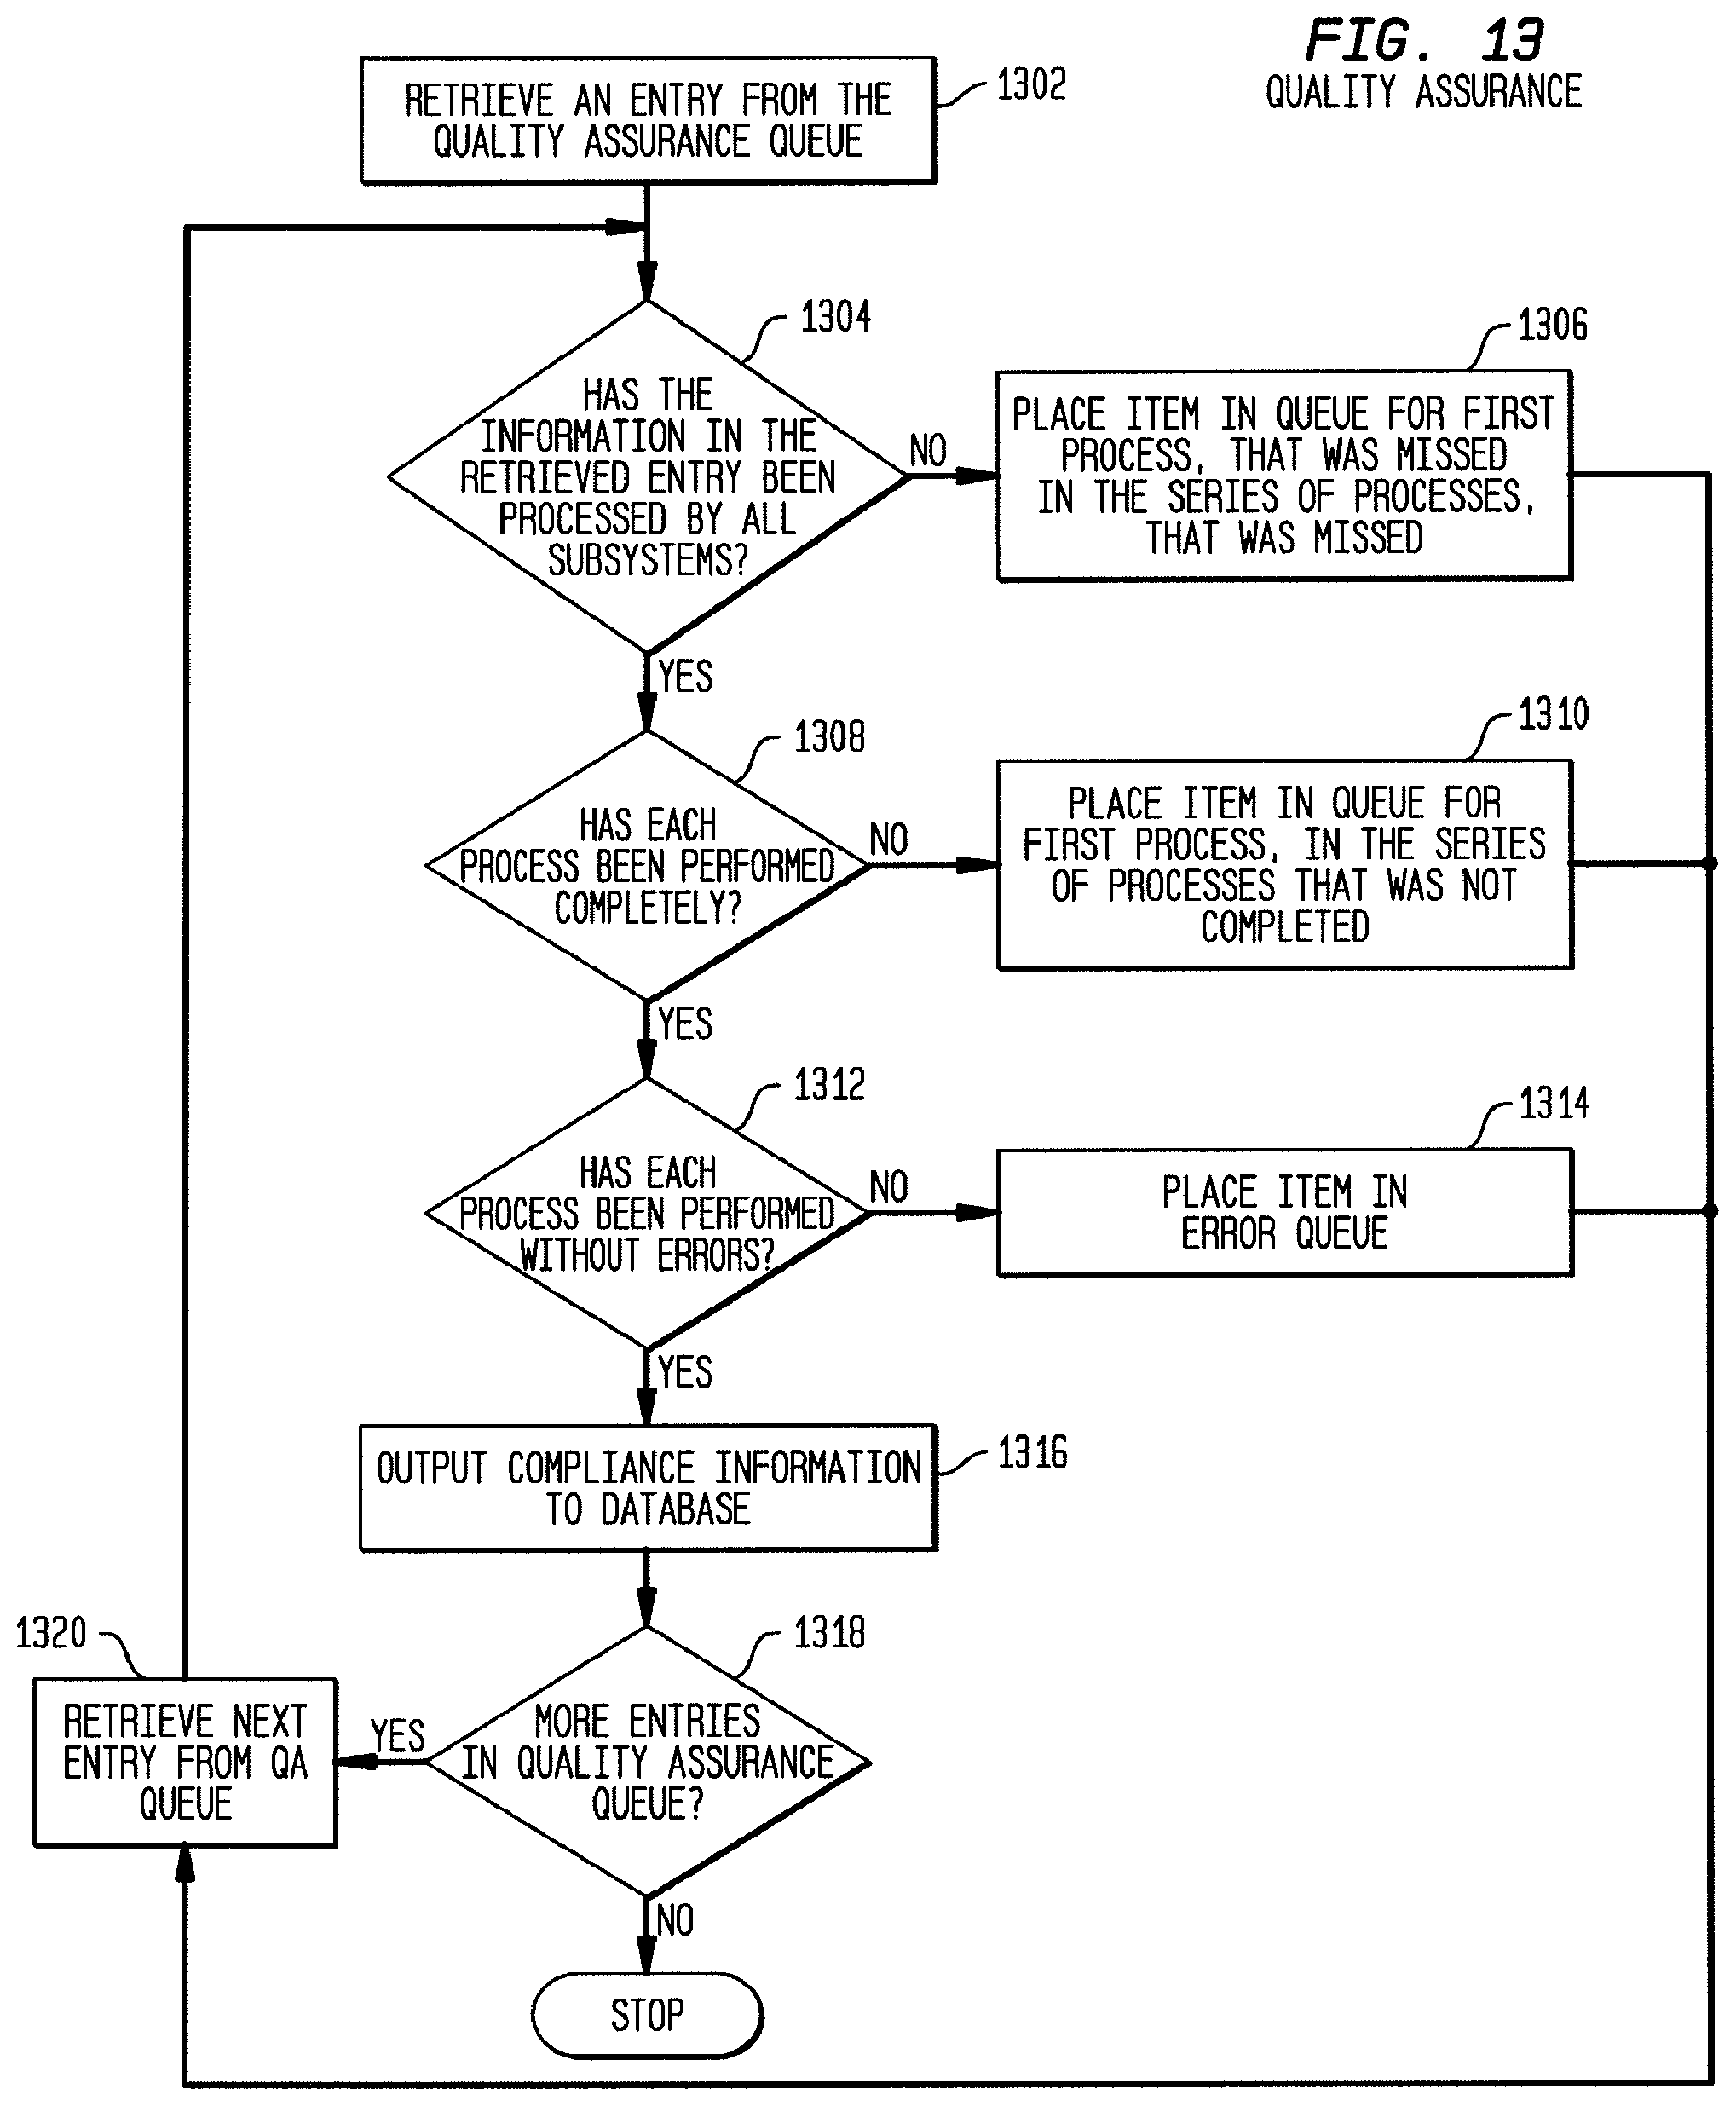 FIG. 13
QUALITY ASSURANCE
1302
RETRIEVE AN ENTRY FROM THE
QUALITY ASSURANCE QUEUE
1304
HAS THE
INFORMATION IN THE
RETRIEVED ENTRY BEEN
PROCESSED BY ALL
SUBSYSTEMS?
NO
YES
1306
PLACE ITEM IN QUEUE FOR FIRST
PROCESS, THAT WAS MISSED
IN THE SERIES OF PROCESSES,
THAT WAS MISSED
1308
HAS EACH
PROCESS BEEN PERFORMED
COMPLETELY?
NO
YES
1310
PLACE ITEM IN QUEUE FOR
FIRST PROCESS, IN THE SERIES
OF PROCESSES THAT WAS NOT
COMPLETED
1312
HAS EACH
PROCESS BEEN PERFORMED
WITHOUT ERRORS?
NO
YES
1314
PLACE ITEM IN
ERROR QUEUE
1316
OUTPUT COMPLIANCE INFORMATION
TO DATABASE
1318
MORE ENTRIES
IN QUALITY ASSURANCE
QUEUE?
YES
NO
1320
RETRIEVE NEXT
ENTRY FROM QA
QUEUE
STOP